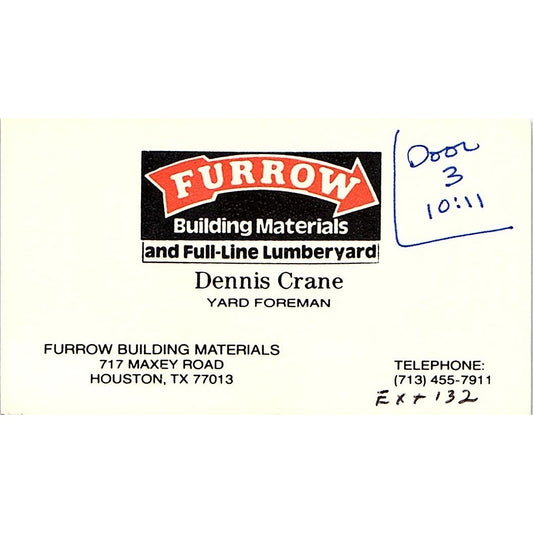 FURROW
Building Materials
and Full-Line Lumberyard
Dennis Crane
YARD FOREMAN
Door
3
10:11
FURROW BUILDING MATERIALS
717 MAXEY ROAD
HOUSTON, TX 77013
TELEPHONE:
(713) 455-7911
Ext 132